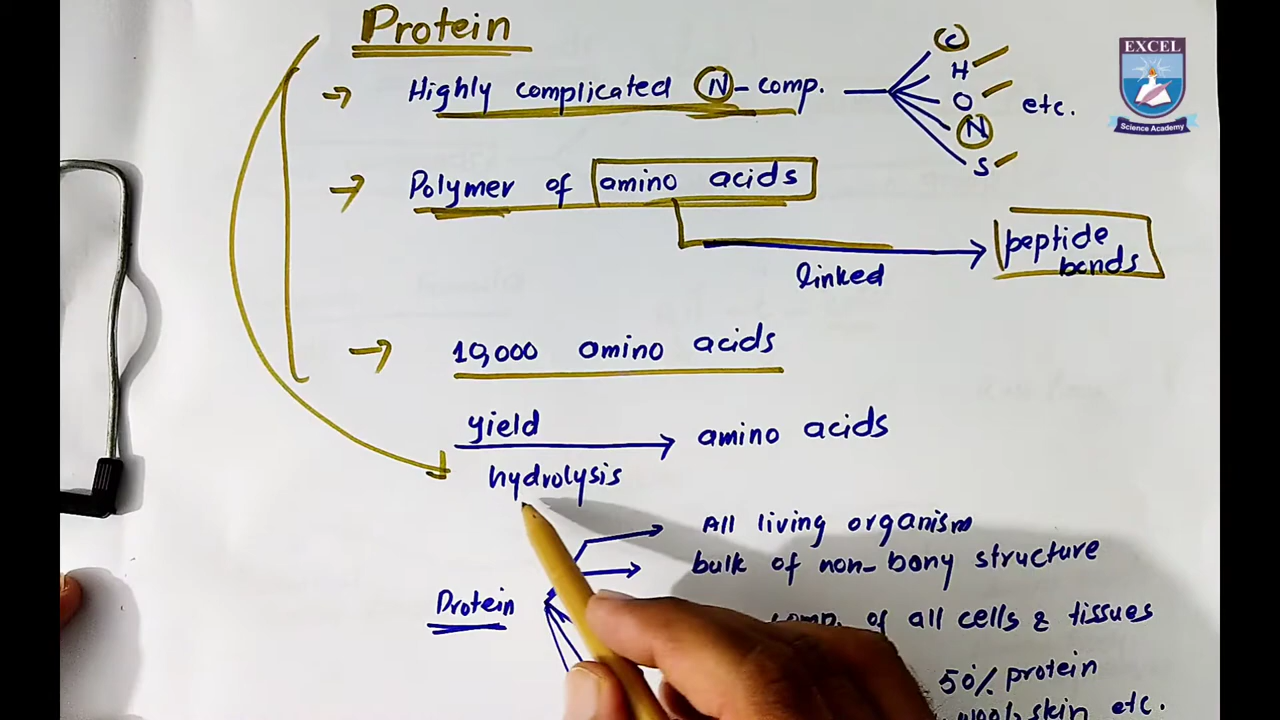 Protein
→ Highly complicated N-comp.
C
H
O
N
S
etc.
→ Polymer of amino acids
linked
peptide
bonds
→ 10,000 amino acids
yield
hydrolysis
amino acids
Protein
All living organism
bulk of non-bony structure
comp. of all cells & tissues
50% protein
skin etc.
EXCEL
Science Academy